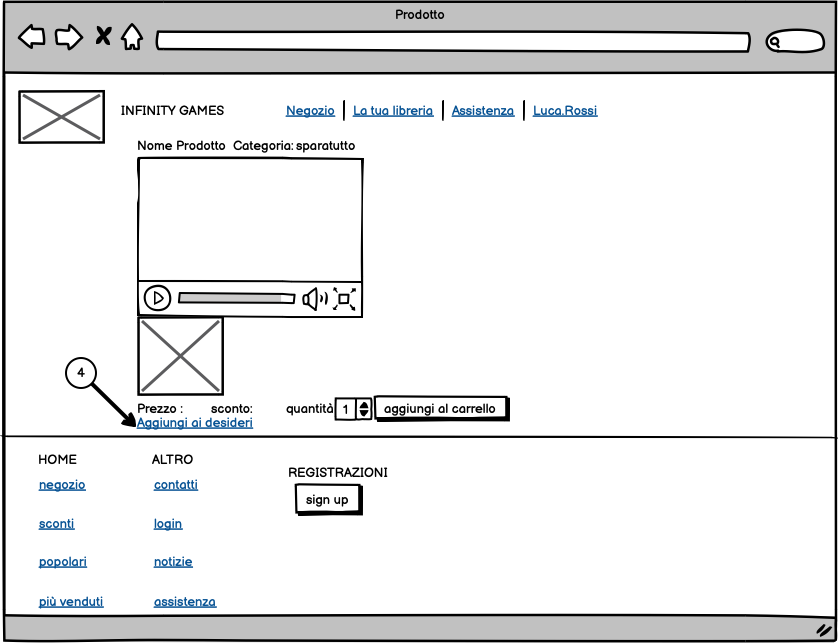 Prodotto
INFINITY GAMES
Negozio La tua libreria Assistenza Luca.Rossi
Nome Prodotto Categoria: sparatutto
4
Prezzo : sconto: quantità 1 aggiungi al carrello
Aggiungi ai desideri
HOME ALTRO
REGISTRAZIONI
negozio contatti
sign up
sconti login
popolari notizie
più venduti assistenza